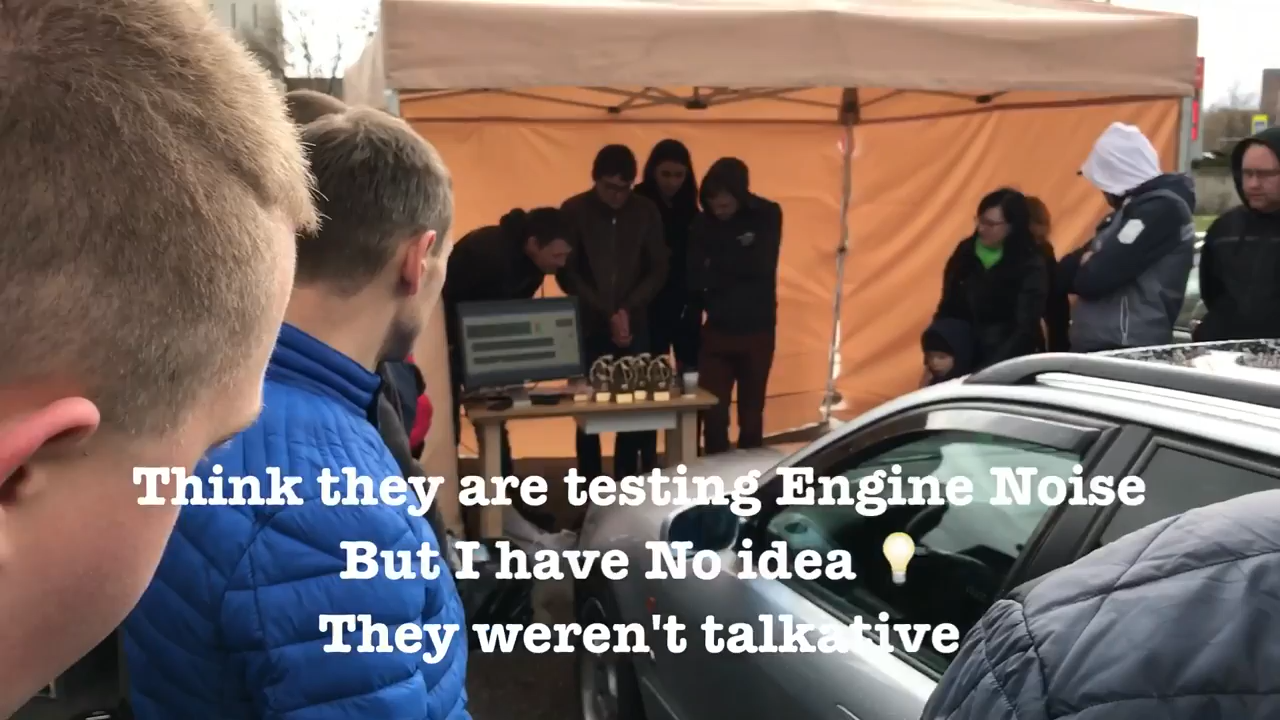 Think they are testing Engine Noise
But I have No idea 💡
They weren't talkative